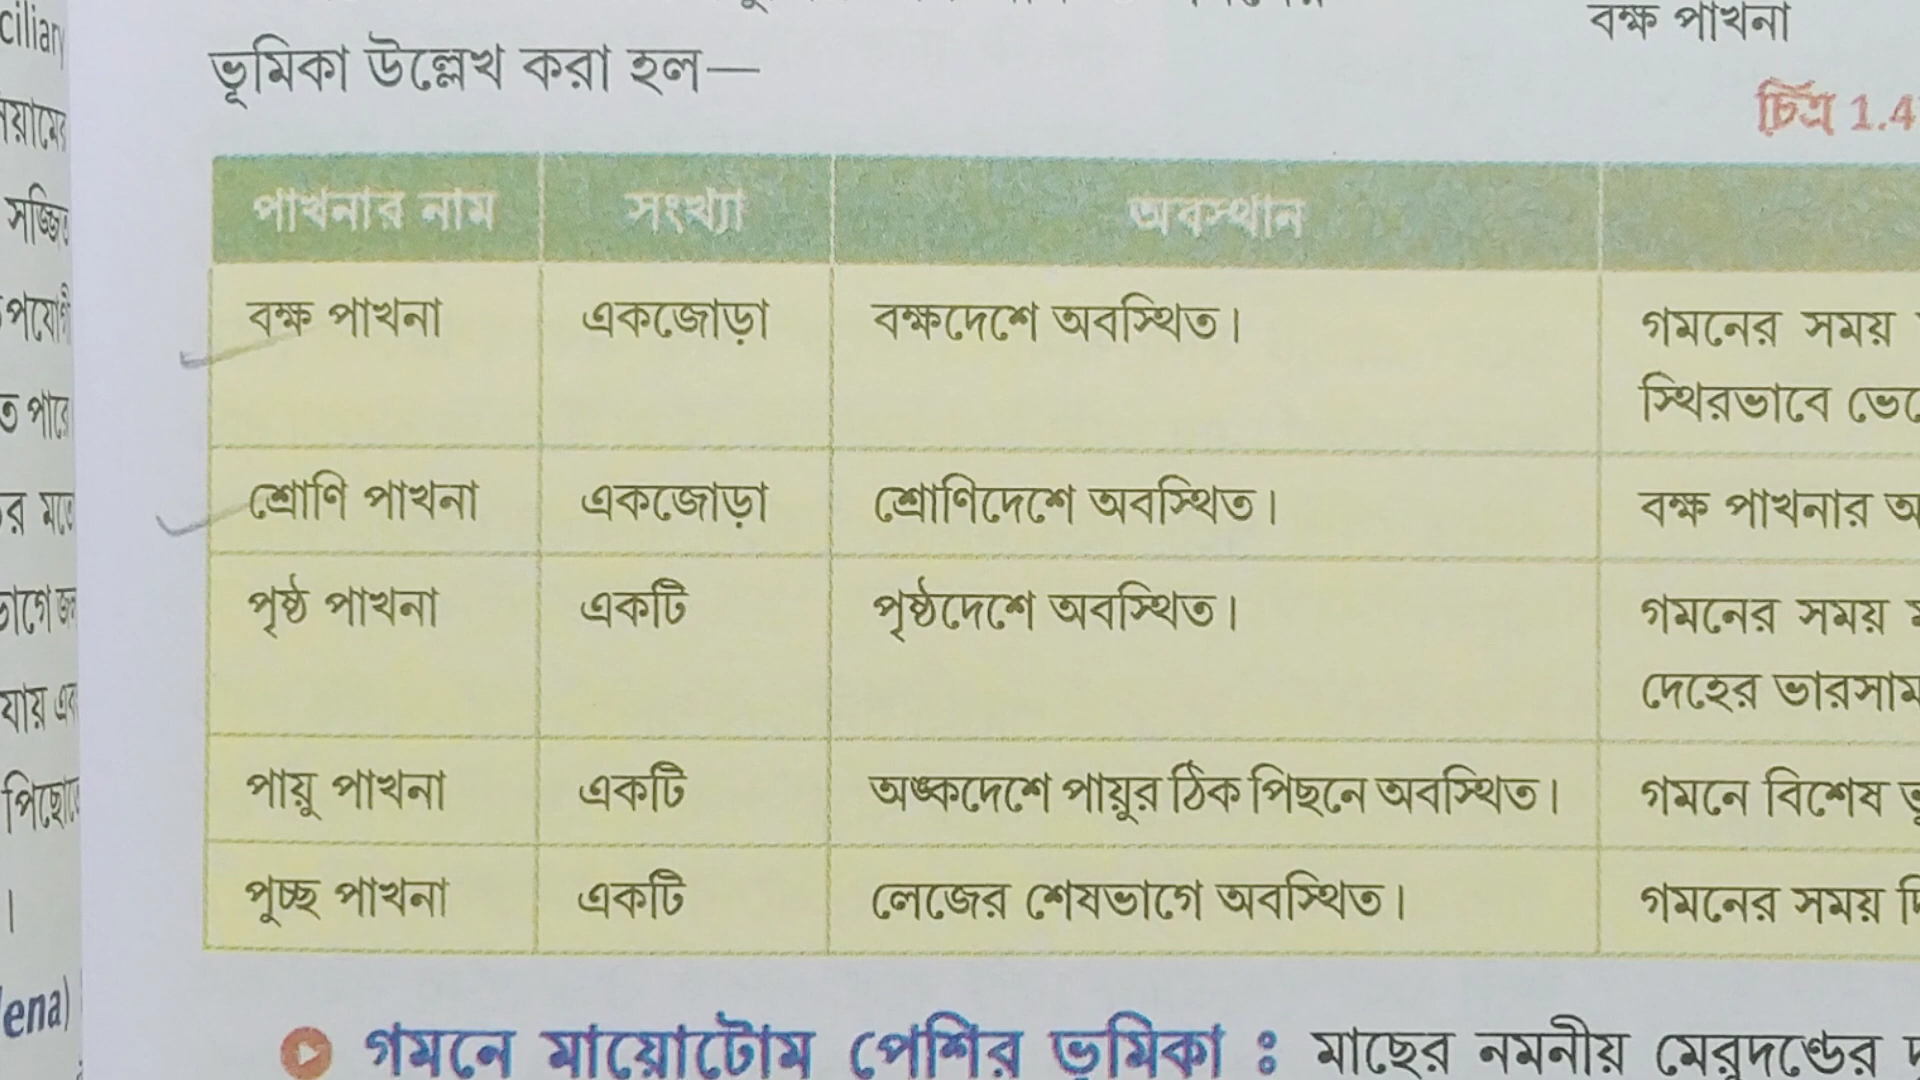 ciliary
বক্ষ পাখনা
ভূমিকা উল্লেখ করা হল—
চিত্র 1.4
পাখনার নাম সংখ্যা অবস্থান
বক্ষ পাখনা একজোড়া বক্ষদেশে অবস্থিত। গমনের সময়
স্থিরভাবে
শ্রোণি পাখনা একজোড়া শ্রোণিদেশে অবস্থিত। বক্ষ পাখনার
পৃষ্ঠ পাখনা একটি পৃষ্ঠদেশে অবস্থিত। গমনের সময়
দেহের
পায়ু পাখনা একটি অঙ্কদেশে পায়ুর ঠিক পিছনে অবস্থিত। গমনে বিশেষ
পুচ্ছ পাখনা একটি লেজের শেষভাগে অবস্থিত। গমনের সময়
গমনে মায়োটোম পেশির ভূমিকা : মাছের নমনীয় মেরুদণ্ডের